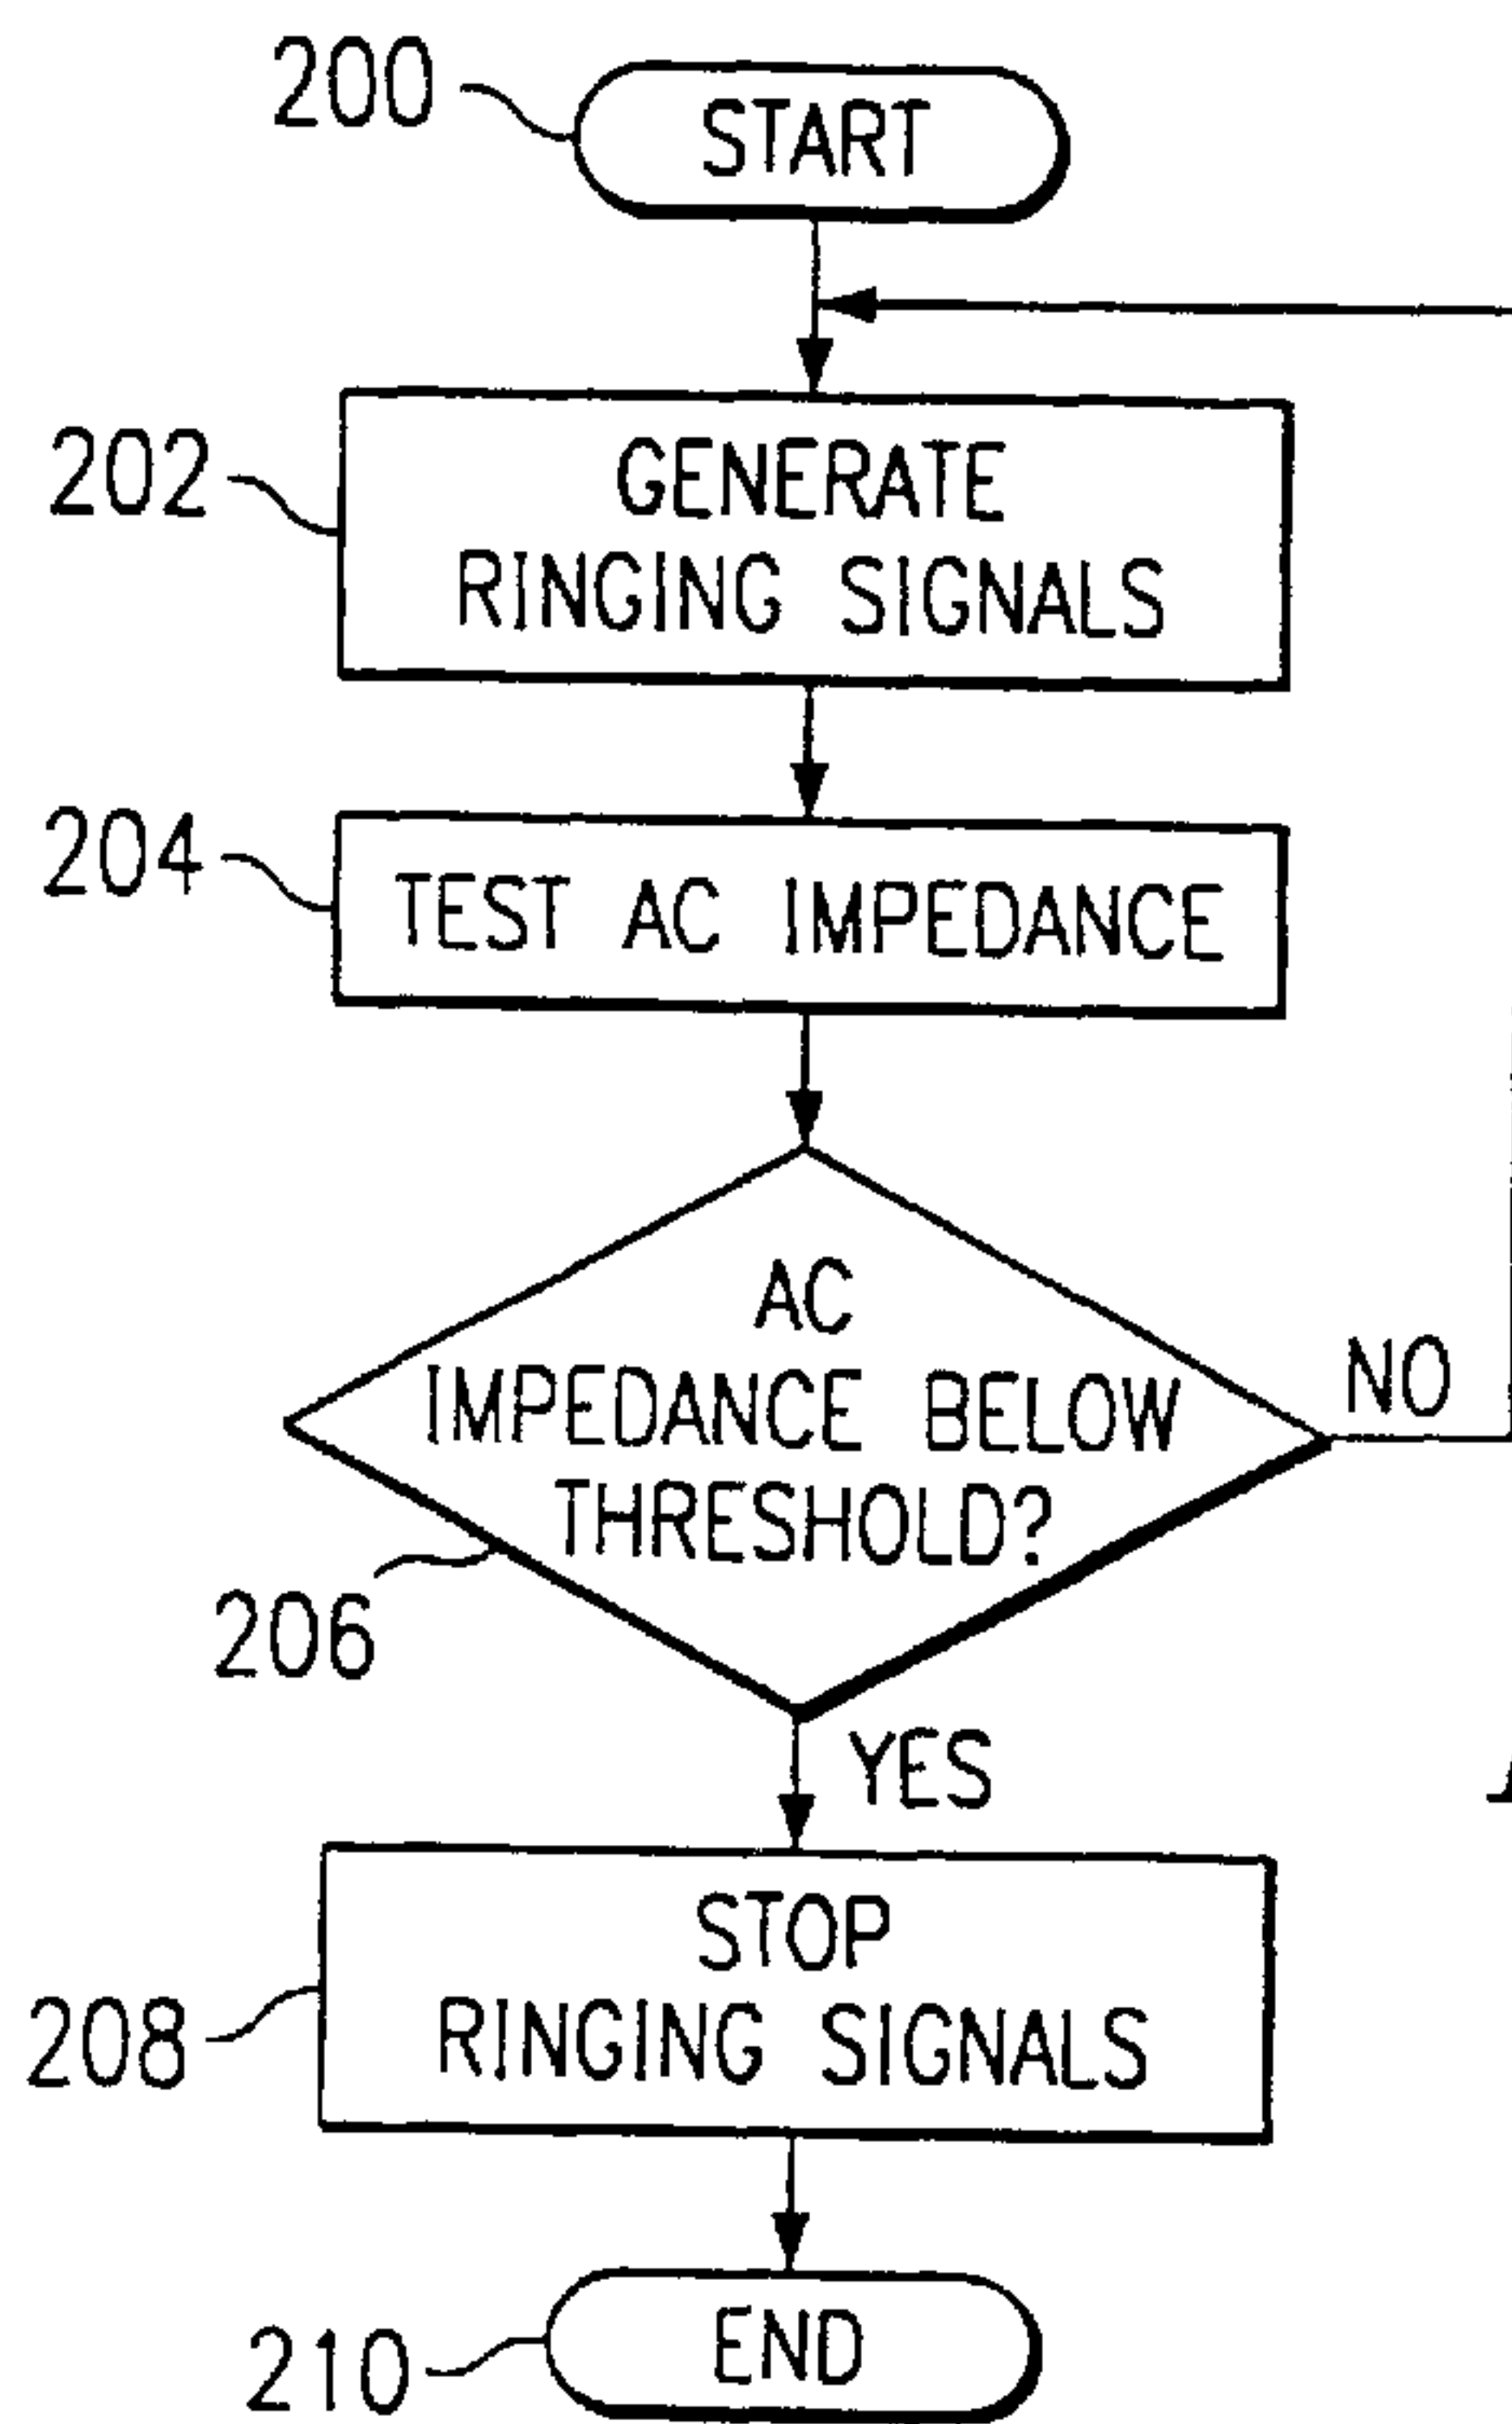 200
START
202
GENERATE
RINGING SIGNALS
204
TEST AC IMPEDANCE
AC
IMPEDANCE BELOW
THRESHOLD?
NO
206
YES
208
STOP
RINGING SIGNALS
210
END